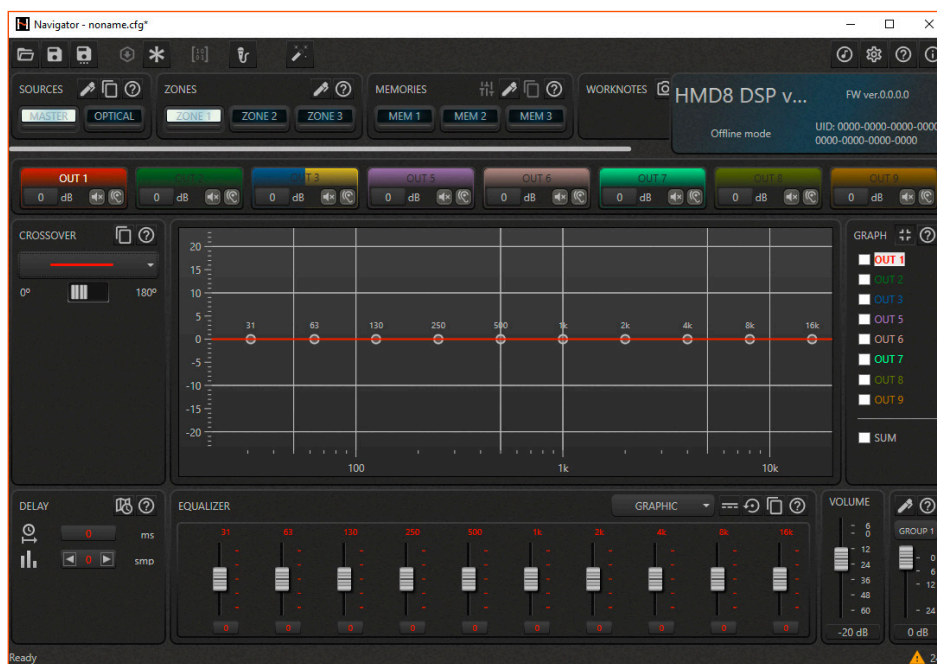 Navigator - noname.cfg*
SOURCES
MASTER
OPTICAL
ZONES
ZONE 1
ZONE 2
ZONE 3
MEMORIES
MEM 1
MEM 2
MEM 3
WORKNOTES
HMD8 DSP v...
FW ver.0.0.0.0
Offline mode
UID: 0000-0000-0000-0000
0000-0000-0000-0000
OUT 1
OUT 2
OUT 3
OUT 5
OUT 6
OUT 7
OUT 8
OUT 9
0 dB
0 dB
0 dB
0 dB
0 dB
0 dB
0 dB
0 dB
CROSSOVER
0º
180º
20
15
10
5
0
-5
-10
-15
-20
31
63
130
250
500
1k
2k
4k
8k
16k
100
1k
10k
GRAPH
OUT 1
OUT 2
OUT 3
OUT 5
OUT 6
OUT 7
OUT 8
OUT 9
SUM
DELAY
0 ms
0 smp
EQUALIZER
GRAPHIC
31
63
130
250
500
1k
2k
4k
8k
16k
0
0
0
0
0
0
0
0
0
0
VOLUME
6
0
12
24
36
48
60
-20 dB
GROUP 1
0
6
12
24
0 dB
Ready